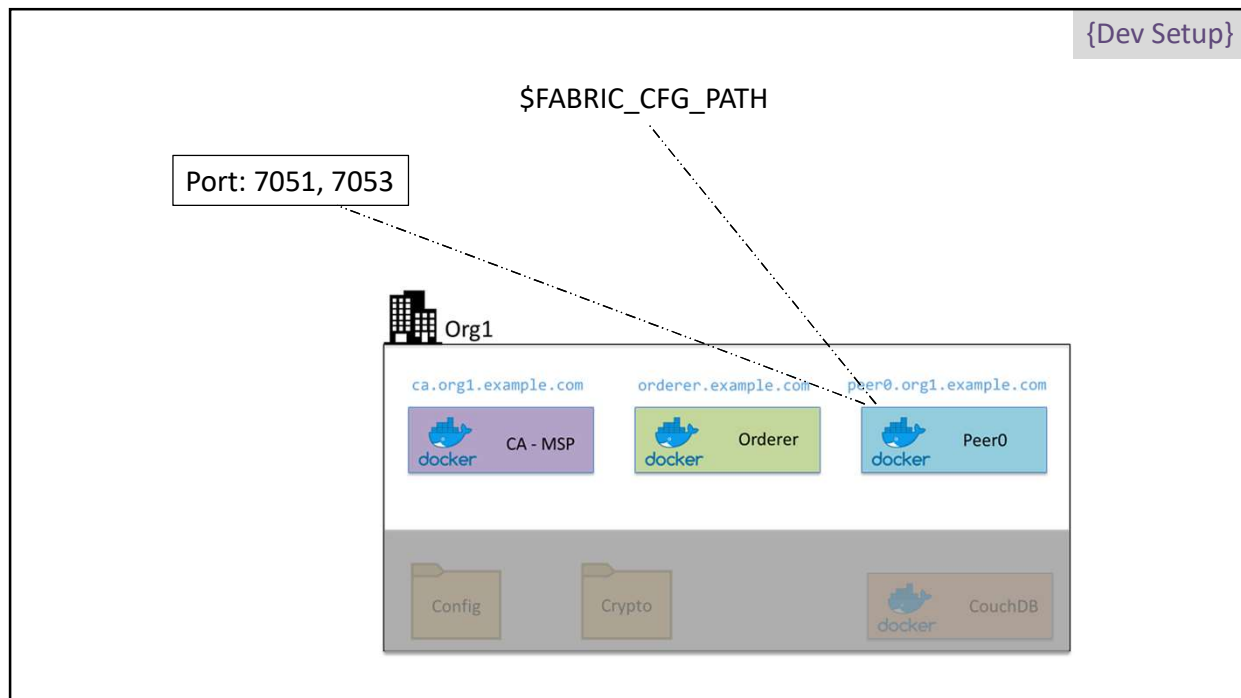 {Dev Setup}
$FABRIC_CFG_PATH
Port: 7051, 7053
Org1
ca.org1.example.com
orderer.example.com
peer0.org1.example.com
docker
CA - MSP
docker
Orderer
docker
Peer0
Config
Crypto
docker
CouchDB